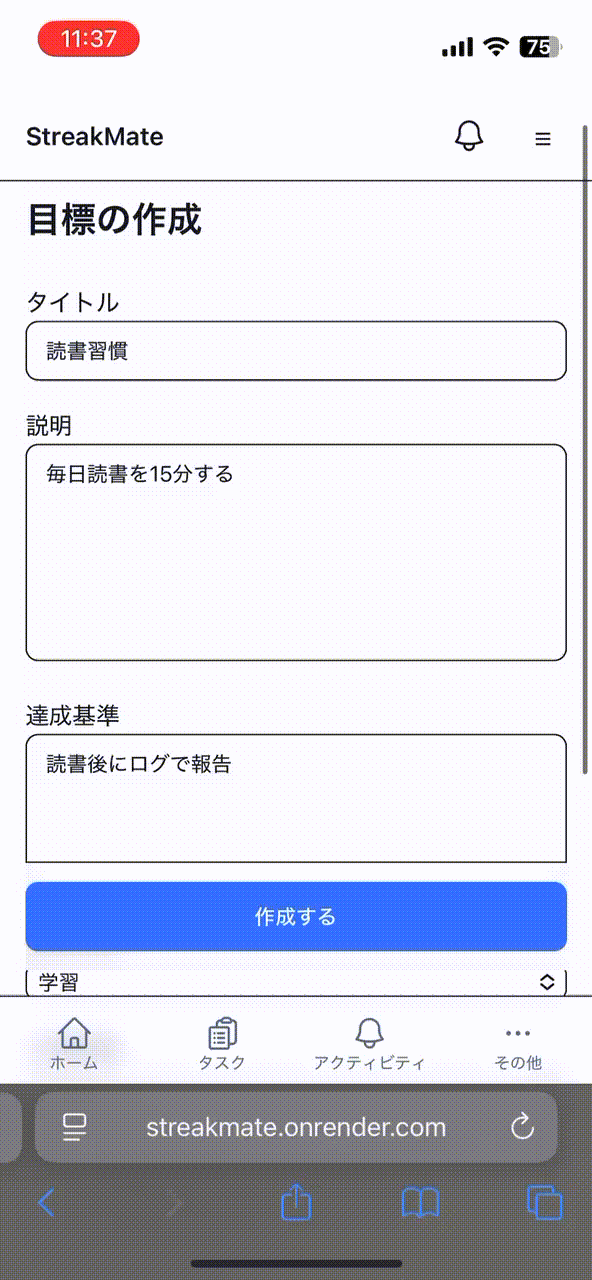 11:37
75
StreakMate
目標の作成
タイトル
読書習慣
説明
毎日読書を15分する
達成基準
読書後にログで報告
作成する
学習
ホーム
タスク
アクティビティ
その他
streakmate.onrender.com